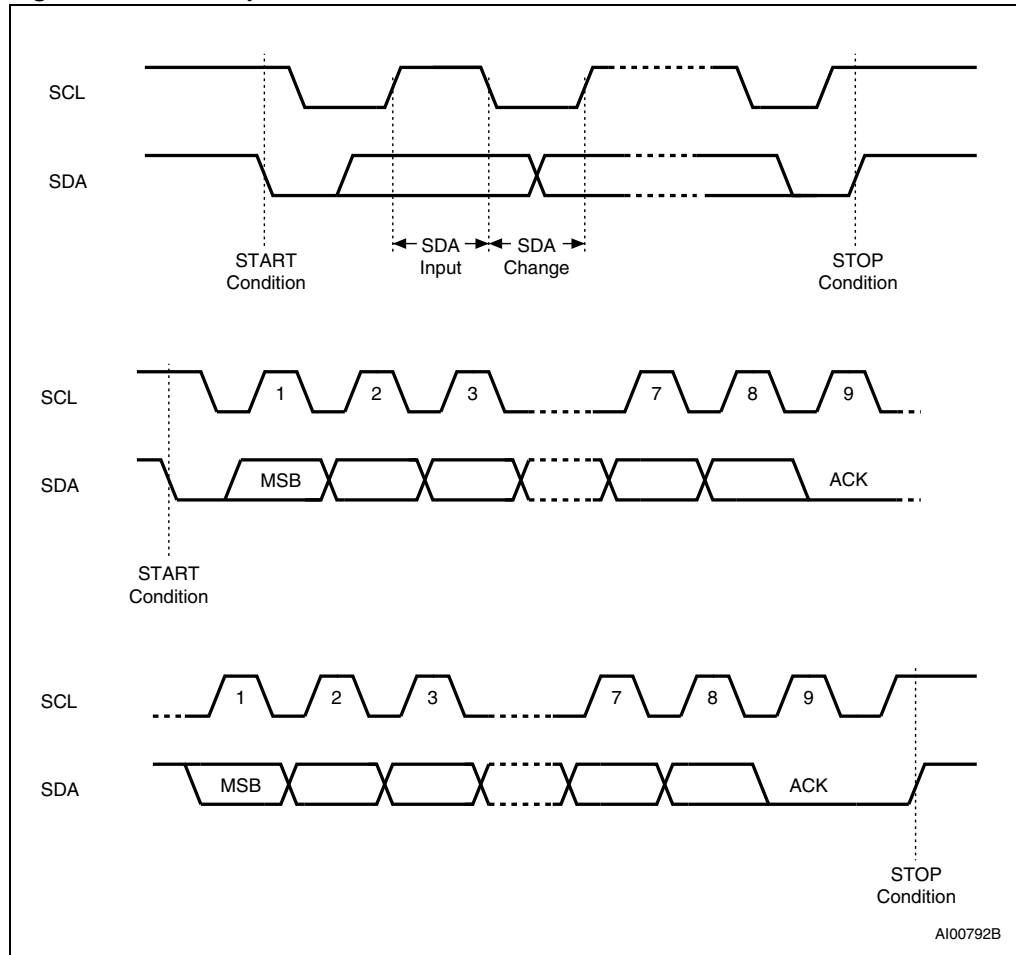 SCL
SDA
SDA Input
SDA Change
START Condition
STOP Condition
SCL
1 2 3 7 8 9
SDA
MSB ACK
START Condition
SCL
1 2 3 7 8 9
SDA
MSB ACK
STOP Condition
AI00792B